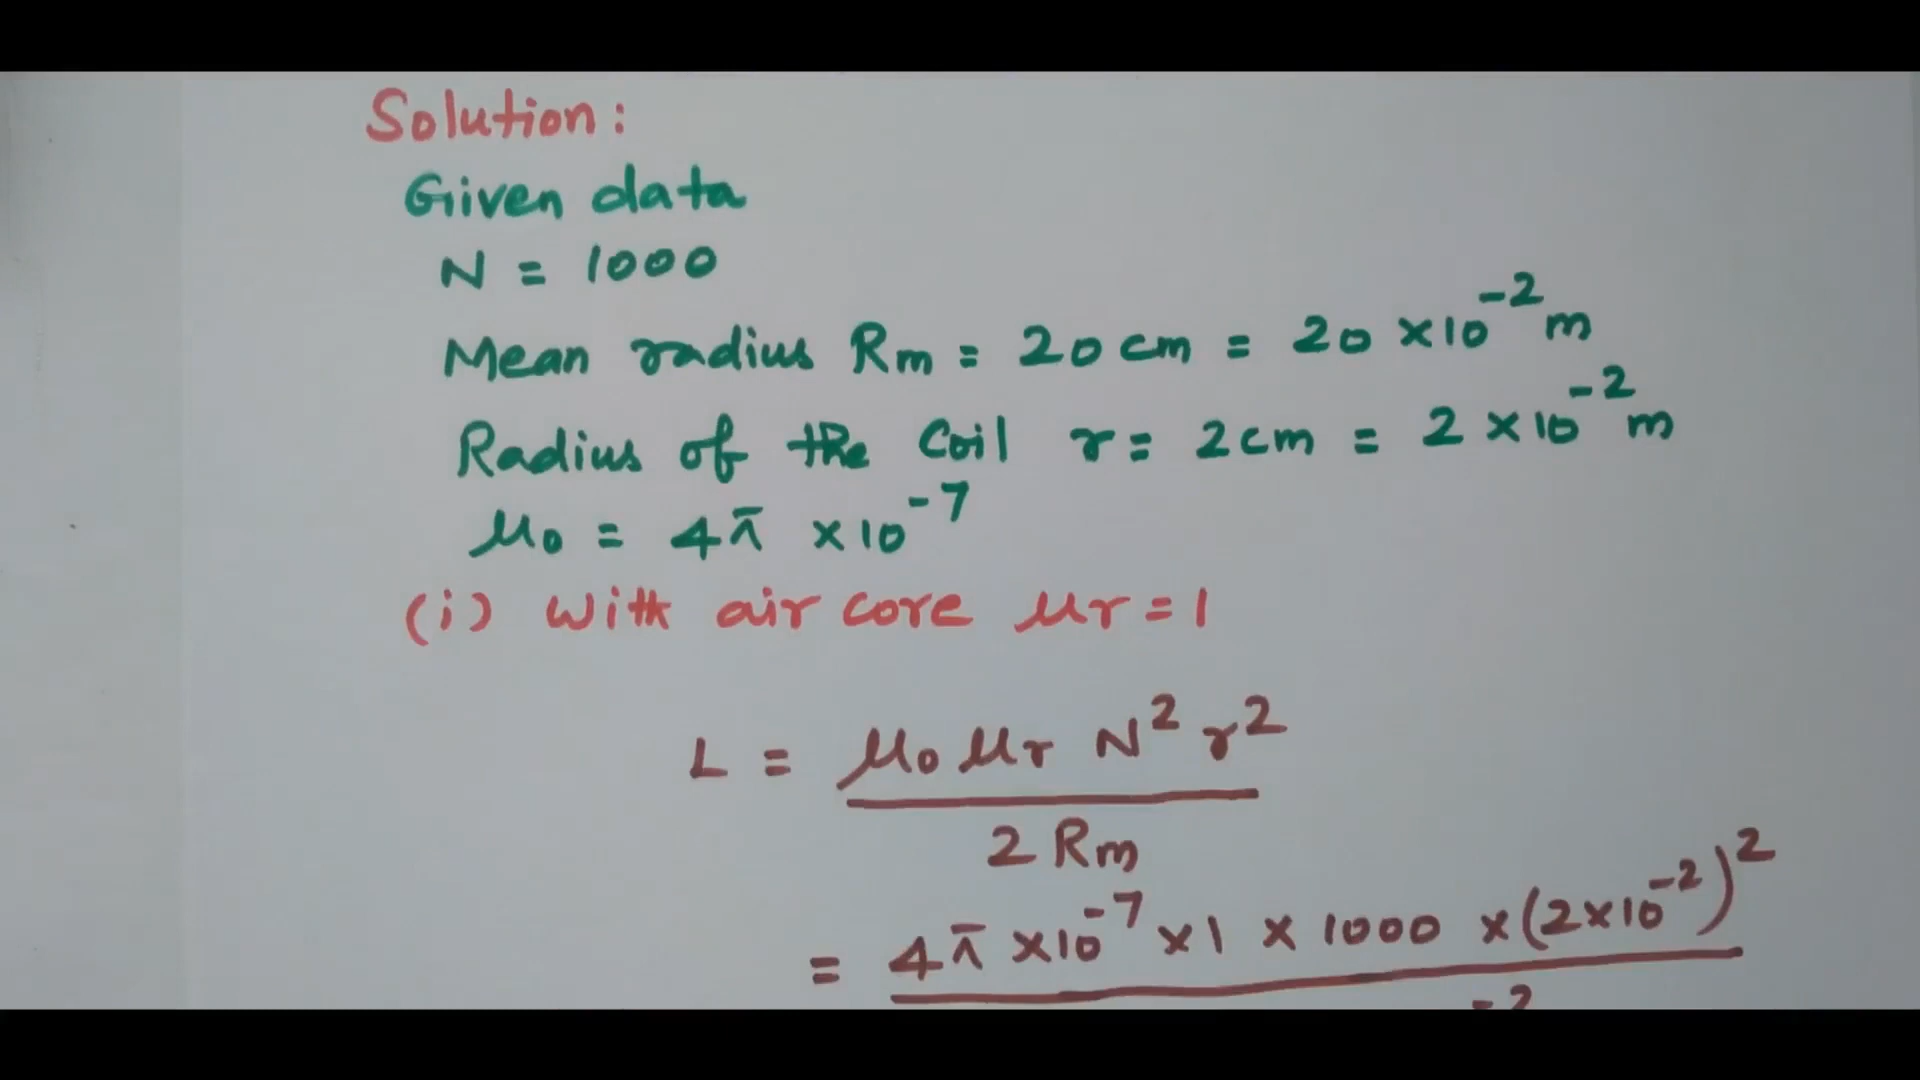 Solution:
Given data
N = 1000
Mean radius Rm = 20 cm = 20 × 10⁻² m
Radius of the Coil r = 2 cm = 2 × 10⁻² m
μ₀ = 4π × 10⁻⁷
(i) With air core μr = 1
L = μ₀ μr N² r²
2 Rm
= 4π × 10⁻⁷ × 1 × 1000 × (2×10⁻²)²
-2